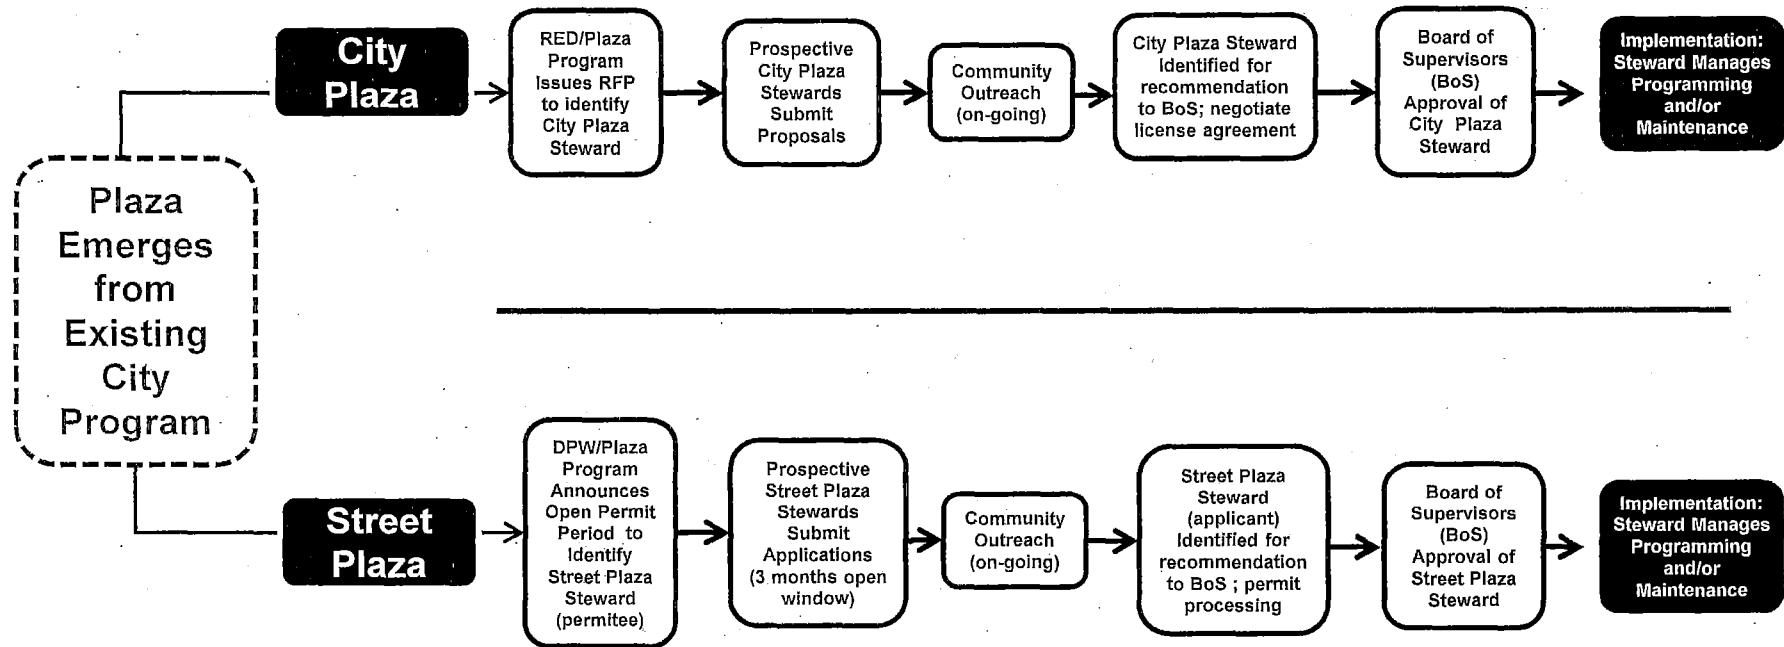 Plaza
Emerges
from
Existing
City
Program
City
Plaza
RED/Plaza
Program
Issues RFP
to identify
City Plaza
Steward
Prospective
City Plaza
Stewards
Submit
Proposals
Community
Outreach
(on-going)
City Plaza Steward
Identified for
recommendation
to BoS; negotiate
license agreement
Board of
Supervisors
(BoS)
Approval of
City Plaza
Steward
Implementation:
Steward Manages
Programming
and/or
Maintenance
Street
Plaza
DPW/Plaza
Program
Announces
Open Permit
Period to
Identify
Street Plaza
Steward
(permitee)
Prospective
Street Plaza
Stewards
Submit
Applications
(3 months open
window)
Community
Outreach
(on-going)
Street Plaza
Steward
(applicant)
Identified for
recommendation
to BoS ; permit
processing
Board of
Supervisors
(BoS)
Approval of
Street Plaza
Steward
Implementation:
Steward Manages
Programming
and/or
Maintenance